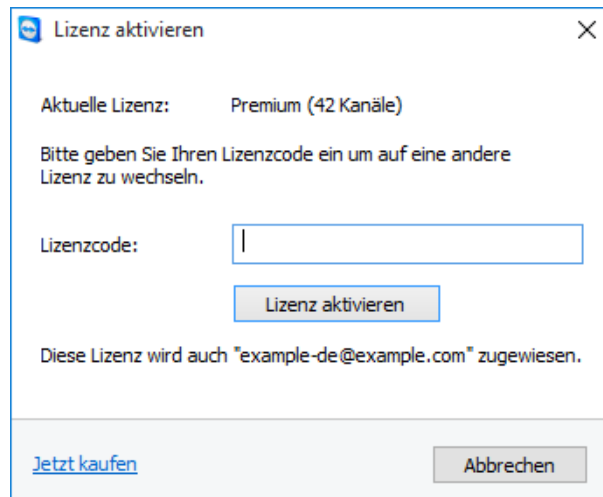 Lizenz aktivieren
Aktuelle Lizenz: Premium (42 Kanäle)
Bitte geben Sie Ihren Lizenzcode ein um auf eine andere
Lizenz zu wechseln.
Lizenzcode:
Lizenz aktivieren
Diese Lizenz wird auch "example-de@example.com" zugewiesen.
Jetzt kaufen Abbrechen